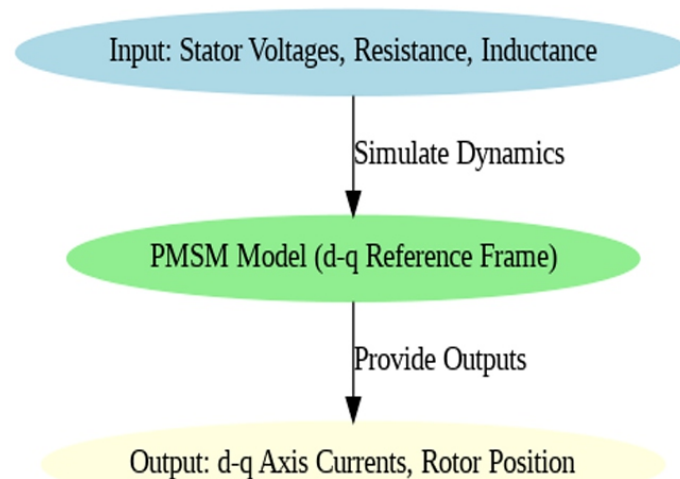 Input: Stator Voltages, Resistance, Inductance
Simulate Dynamics
PMSM Model (d-q Reference Frame)
Provide Outputs
Output: d-q Axis Currents, Rotor Position